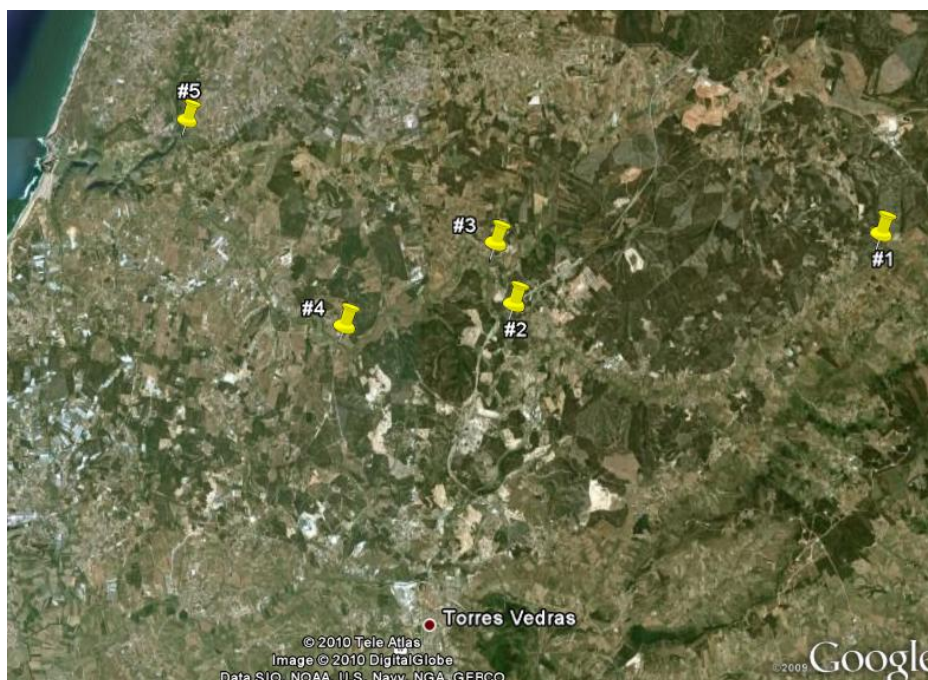 #5
#3
#1
#4
#2
Torres Vedras
© 2010 Tele Atlas
Image © 2010 DigitalGlobe
Data SIO, NOAA, U.S. Navy, NGA, GEBCO
©2009 Google